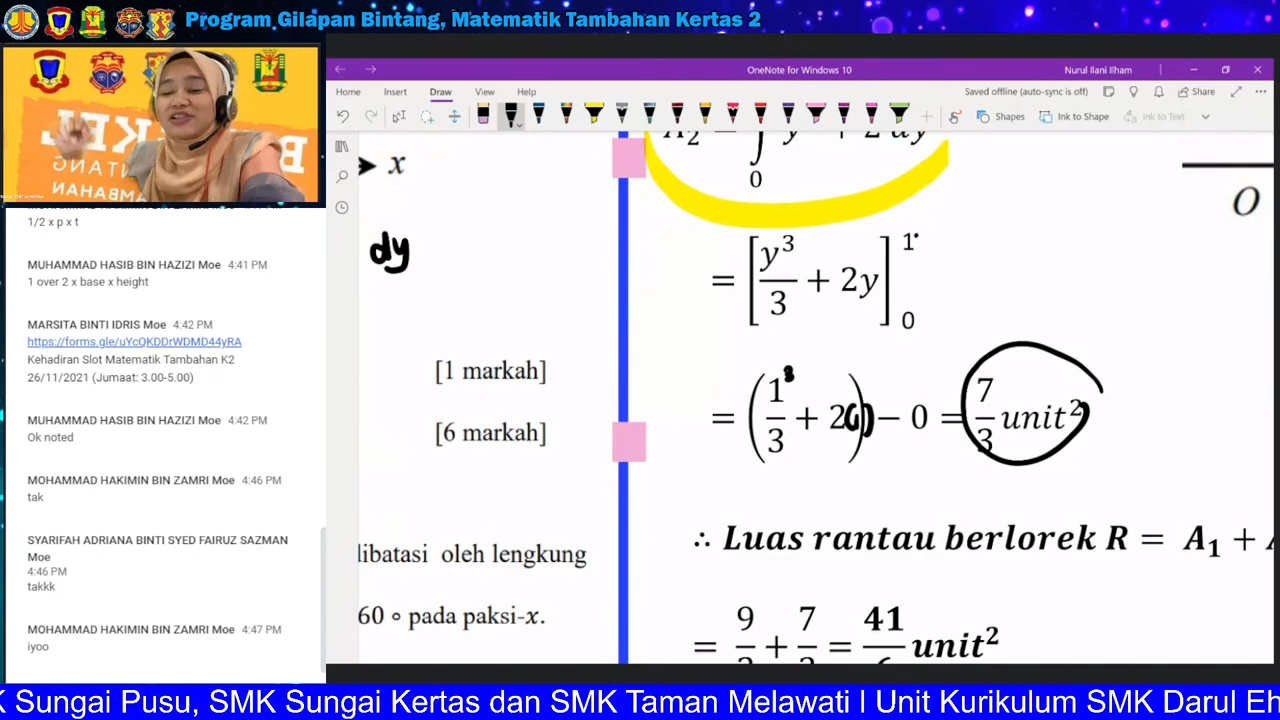 Program Gilapan Bintang, Matematik Tambahan Kertas 2
OneNote for Windows 10
Nurul Ilani Ilham
Home Insert Draw View Help
Saved offline (auto-sync is off)
Share
Shapes
Ink to Shape
Ink to Text
1/2 x p x t
MUHAMMAD HASIB BIN HAZIZI Moe 4:41 PM
1 over 2 x base x height
MARSITA BINTI IDRIS Moe 4:42 PM
https://forms.gle/uYcQKDDrWDMD44yRA
Kehadiran Slot Matematik Tambahan K2
26/11/2021 (Jumaat: 3.00-5.00)
MUHAMMAD HASIB BIN HAZIZI Moe 4:42 PM
Ok noted
MOHAMMAD HAKIMIN BIN ZAMRI Moe 4:46 PM
tak
SYARIFAH ADRIANA BINTI SYED FAIRUZ SAZMAN
Moe
4:46 PM
takkk
MOHAMMAD HAKIMIN BIN ZAMRI Moe 4:47 PM
iyoo
x
dy
[1 markah]
[6 markah]
dibatasi oleh lengkung
60 ∘ pada paksi-x.
0
= [y³/3 + 2y]¹₀
= (1³/3 + 2(1)) − 0 = 7/3 unit²
∴ Luas rantau berlorek R = A₁ +
= 9/2 + 7/3 = 41/6 unit²
O
K Sungai Pusu, SMK Sungai Kertas dan SMK Taman Melawati I Unit Kurikulum SMK Darul Eh